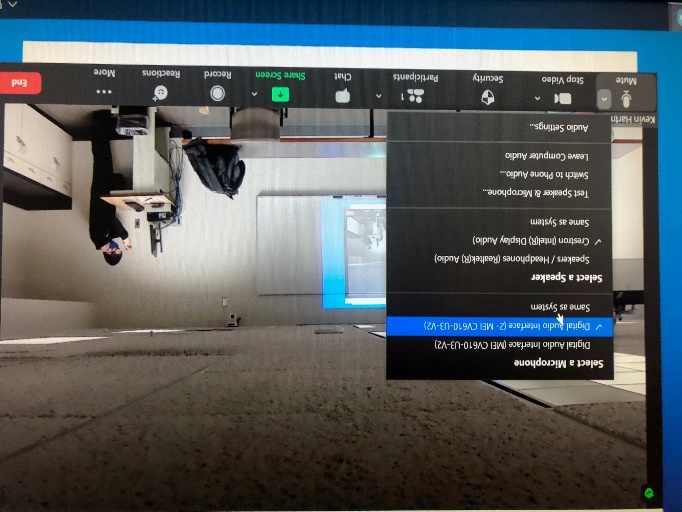 Select a Microphone
Digital Audio Interface (MEI CV610-U3-V2)
✓ Digital Audio Interface (2- MEI CV610-U3-V2)
Same as System
Select a Speaker
Speakers / Headphones (Realtek(R) Audio)
✓ Crestron (Intel(R) Display Audio)
Same as System
Test Speaker & Microphone...
Switch to Phone Audio...
Leave Computer Audio
Audio Settings...
Kevin
1
Mute Stop Video Security Participants Chat Share Screen Record Reactions More End